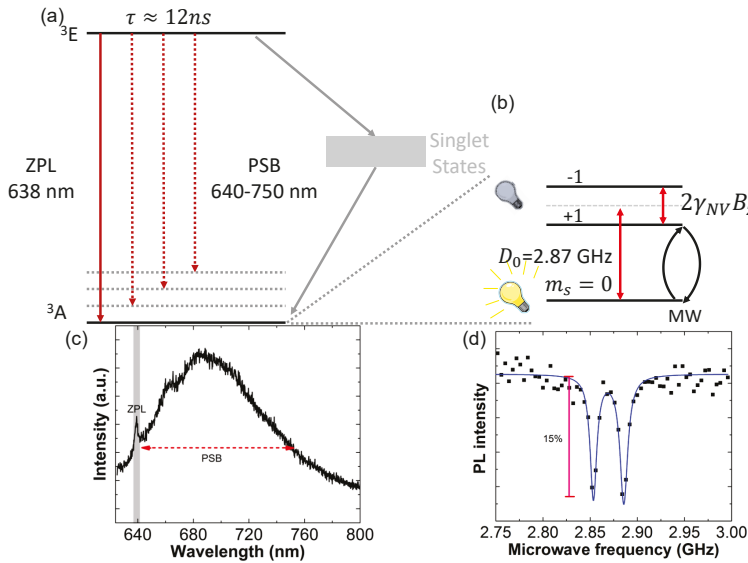 (a)
τ ≈ 12ns
³E
ZPL
638 nm
PSB
640-750 nm
Singlet
States
³A
(b)
-1
+1
2γ_NV B
D₀=2.87 GHz
m_s = 0
MW
(c)
Intensity (a.u.)
ZPL
PSB
640
680
720
760
800
Wavelength (nm)
(d)
PL intensity
15%
2.75
2.80
2.85
2.90
2.95
3.00
Microwave frequency (GHz)